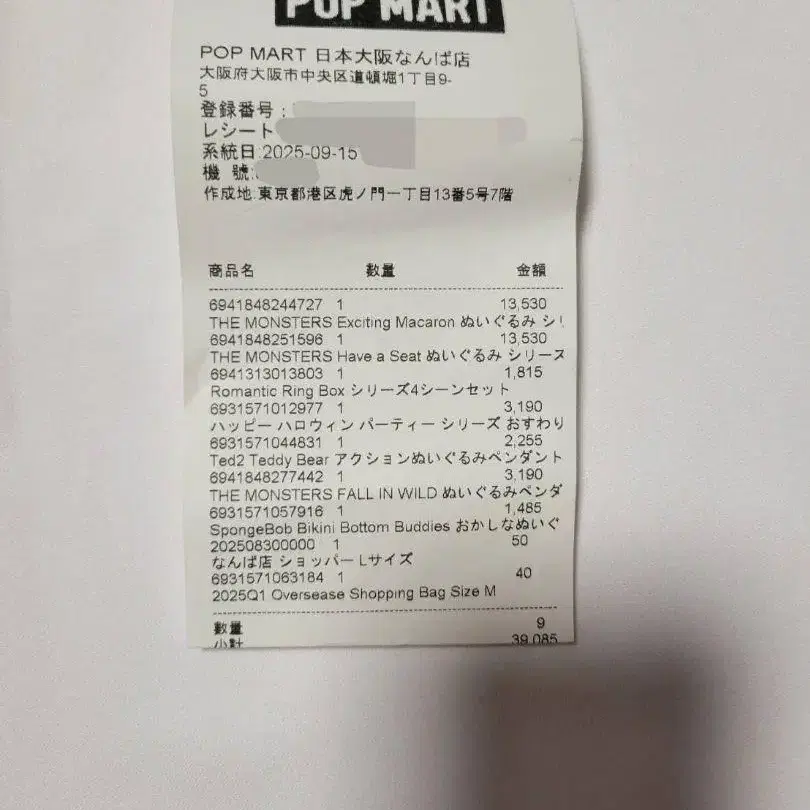 POP MART
POP MART 日本大阪なんば店
大阪府大阪市中央区道頓堀1丁目9-
5
登録番号:
レシート
系統日:2025-09-15
機 號:
作成地:東京都港区虎ノ門一丁目13番5号7階
商品名 數量 金額
6941848244727 1 13,530
THE MONSTERS Exciting Macaron ぬいぐるみ シリ
6941848251596 1 13,530
THE MONSTERS Have a Seat ぬいぐるみ シリーズ
6941313013803 1 1,815
Romantic Ring Box シリーズ4シーンセット
6931571012977 1 3,190
ハッピー ハロウィン パーティー シリーズ おすわり
6931571044831 1 2,255
Ted2 Teddy Bear アクションぬいぐるみペンダント
6941848277442 1 3,190
THE MONSTERS FALL IN WILD ぬいぐるみペンダ
6931571057916 1 1,485
SpongeBob Bikini Bottom Buddies おかしなぬいぐ
202508300000 1 50
なんば店 ショッパー Lサイズ
6931571063184 1 40
2025Q1 Oversease Shopping Bag Size M
數量 9
小計 39,085